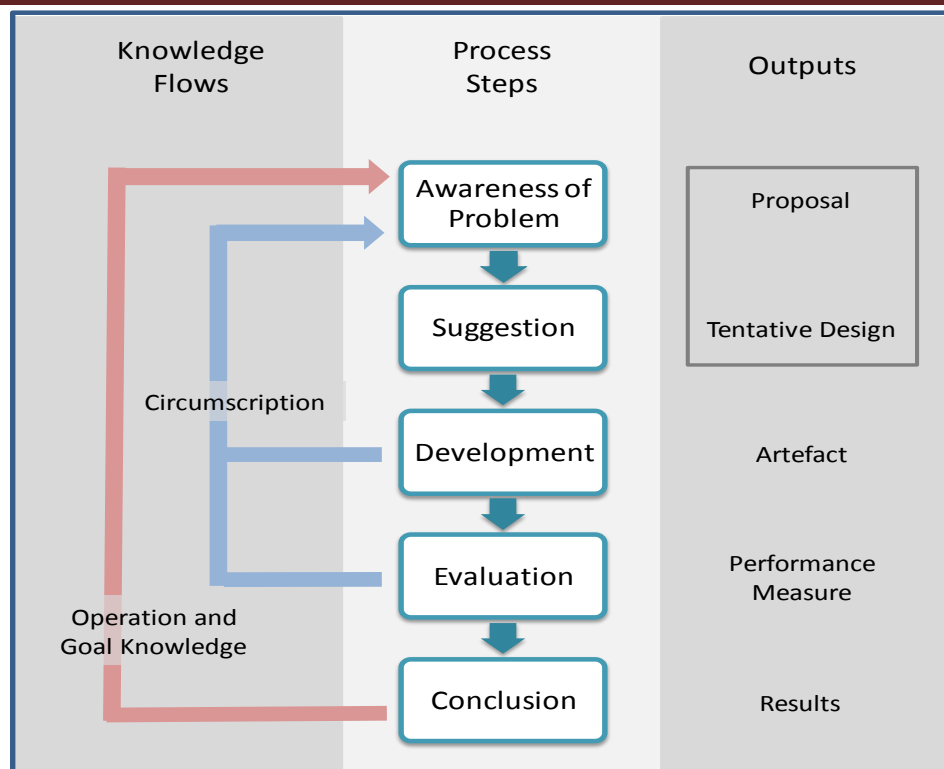 Knowledge
Flows
Process
Steps
Outputs
Awareness of
Problem
Proposal
Suggestion
Tentative Design
Circumscription
Development
Artefact
Evaluation
Performance
Measure
Operation and
Goal Knowledge
Conclusion
Results